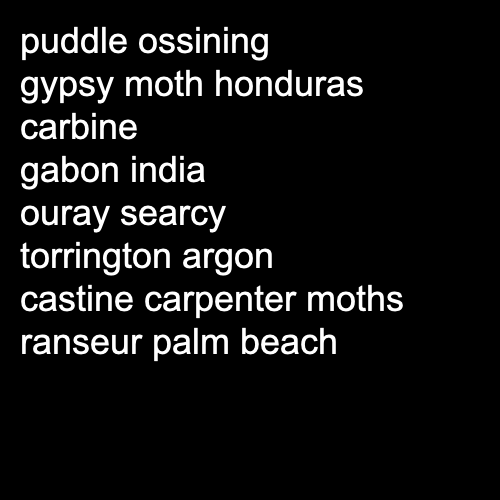 puddle ossining
gypsy moth honduras
carbine
gabon india
ouray searcy
torrington argon
castine carpenter moths
ranseur palm beach